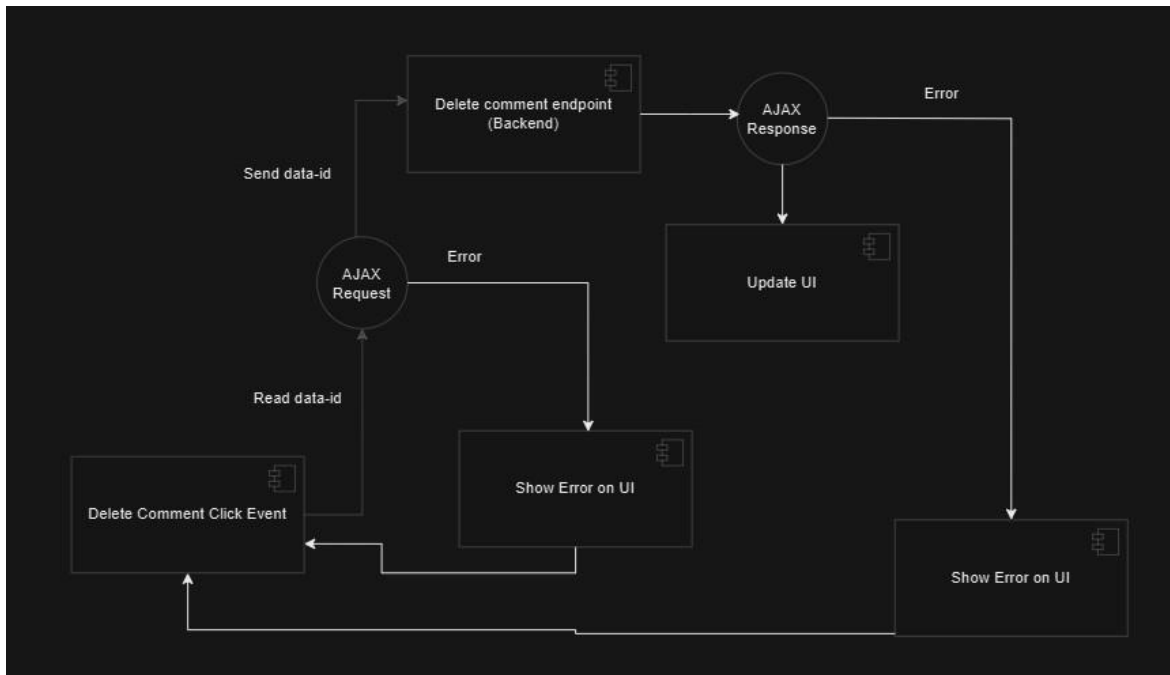 Delete comment endpoint
(Backend)
AJAX
Response
Error
Send data-id
AJAX
Request
Error
Update UI
Read data-id
Delete Comment Click Event
Show Error on UI
Show Error on UI